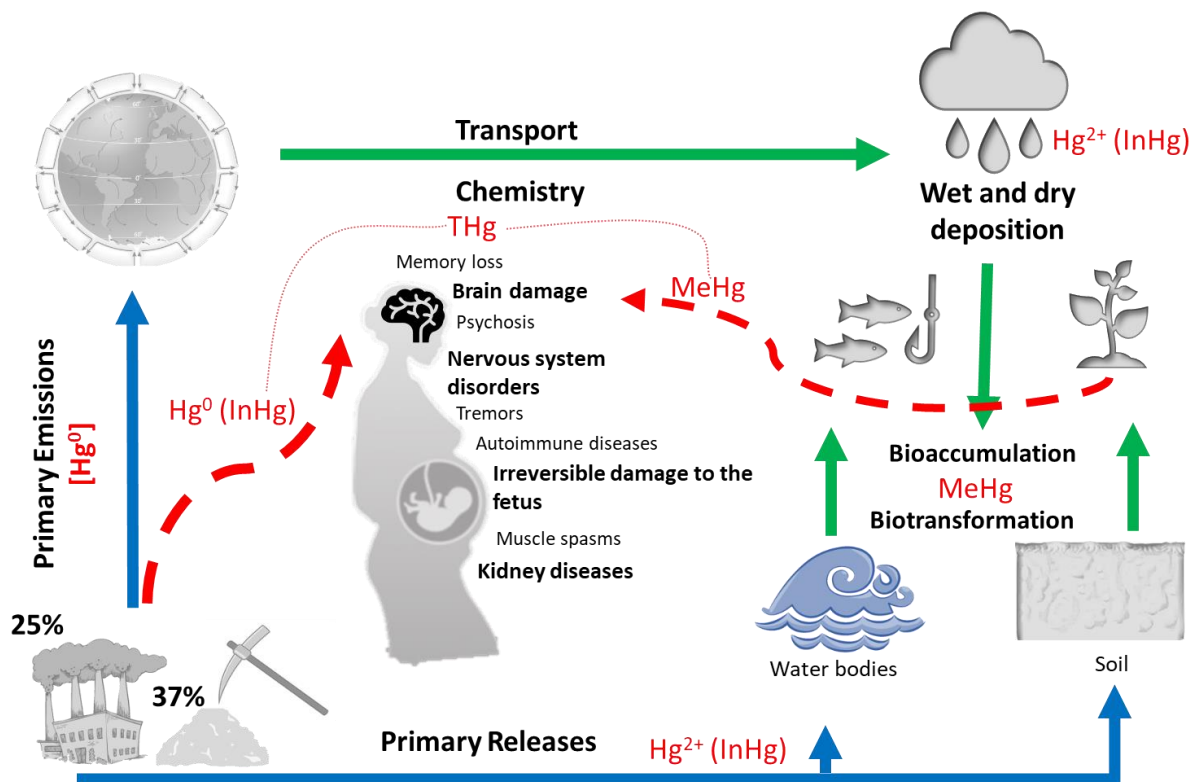 Transport
Chemistry
THg
Hg²⁺ (InHg)
Wet and dry
deposition
Memory loss
Brain damage
Psychosis
Nervous system
disorders
Tremors
Autoimmune diseases
Irreversible damage to the
fetus
Muscle spasms
Kidney diseases
MeHg
Primary Emissions
[Hg⁰]
Hg⁰ (InHg)
Bioaccumulation
MeHg
Biotransformation
25%
37%
Water bodies
Soil
Primary Releases
Hg²⁺ (InHg)